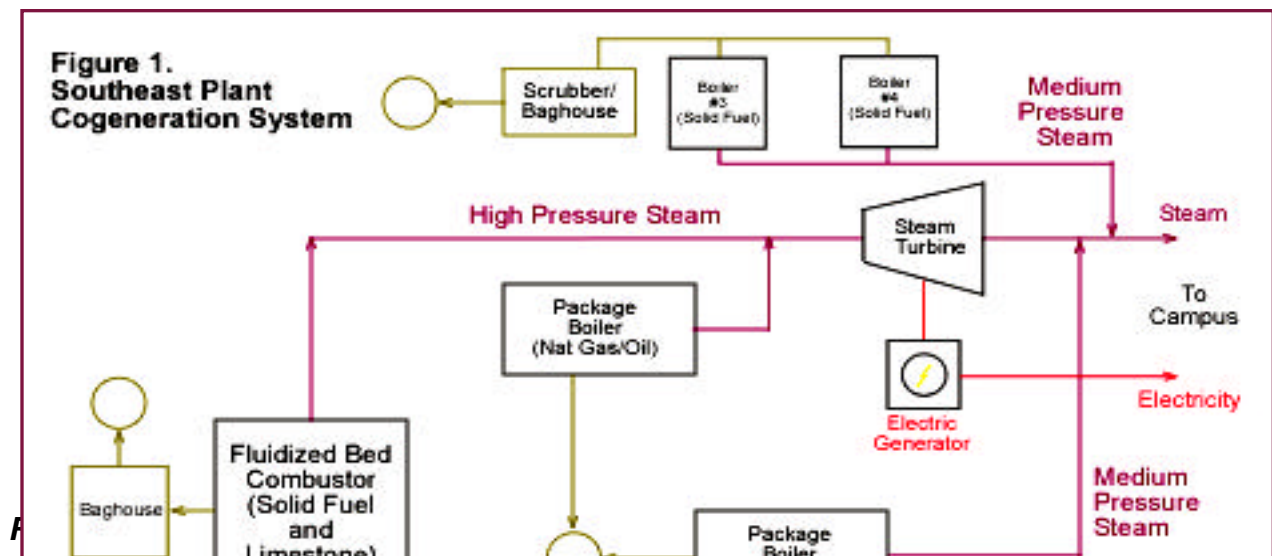 Figure 1.
Southeast Plant
Cogeneration System
Scrubber/
Baghouse
Boiler
#3
(Solid Fuel)
Boiler
#4
(Solid Fuel)
Medium
Pressure
Steam
High Pressure Steam
Steam
Turbine
Steam
To
Campus
Package
Boiler
(Nat Gas/Oil)
Electricity
Electric
Generator
Fluidized Bed
Combustor
(Solid Fuel
and
Limestone)
Baghouse
Medium
Pressure
Steam
Package
Boiler